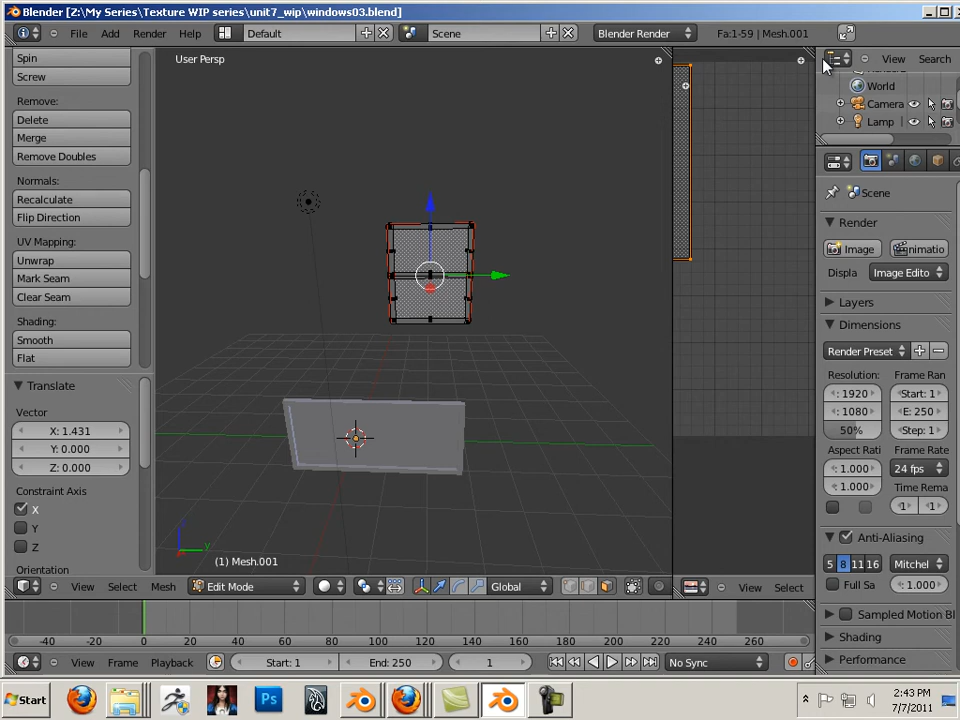 Blender [Z:\My Series\Texture WIP series\unit7_wip\windows03.blend]
File Add Render Help Default Scene Blender Render Fa:1-59 | Mesh.001
Spin
Screw
Remove:
Delete
Merge
Remove Doubles
Normals:
Recalculate
Flip Direction
UV Mapping:
Unwrap
Mark Seam
Clear Seam
Shading:
Smooth
Flat
Translate
Vector
X: 1.431
Y: 0.000
Z: 0.000
Constraint Axis
X
Y
Z
Orientation
User Persp
(1) Mesh.001
View Select Mesh Edit Mode Global
View Select
View Search
World
Camera
Lamp
Scene
Render
Image Animatio
Displa Image Edito
Layers
Dimensions
Render Preset
Resolution: Frame Ran
: 1920 Start: 1
: 1080 E: 250
50% Step: 1
Aspect Rati Frame Rate
: 1.000 24 fps
: 1.000 Time Rema
1 1
Anti-Aliasing
5 8 11 16 Mitchel
Full Sa : 1.000
Sampled Motion Bl
Shading
Performance
-40 -20 0 20 40 60 80 100 120 140 160 180 200 220 240 260
View Frame Playback Start: 1 End: 250 1 No Sync
Start
Ps
2:43 PM
7/7/2011